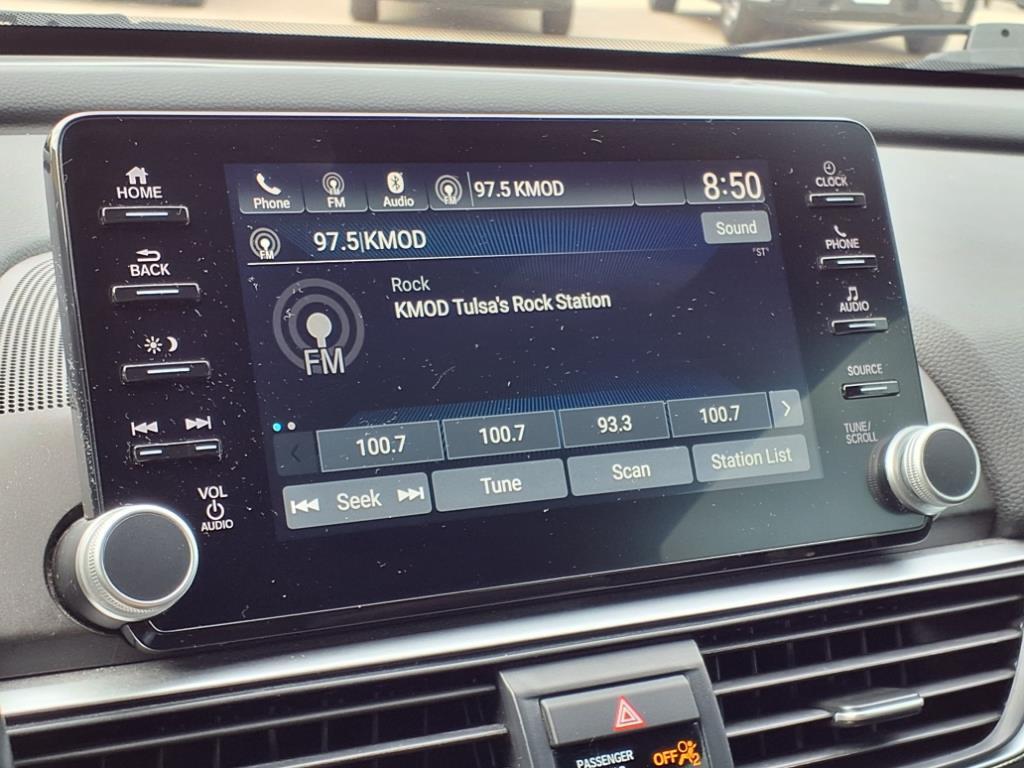 HOME
BACK
VOL
AUDIO
Phone
FM
Audio
FM
97.5 KMOD
8:50
FM
97.5|KMOD
Sound
"ST"
Rock
KMOD Tulsa's Rock Station
FM
100.7
100.7
93.3
100.7
Seek
Tune
Scan
Station List
CLOCK
PHONE
AUDIO
SOURCE
TUNE/
SCROLL
PASSENGER
OFF
2